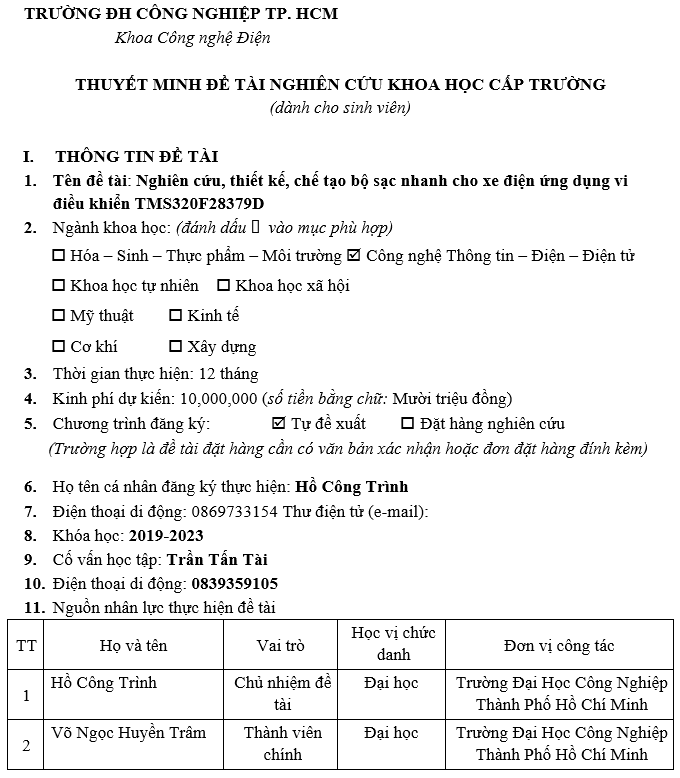 TRƯỜNG ĐH CÔNG NGHIỆP TP. HCM
Khoa Công nghệ Điện
THUYẾT MINH ĐỀ TÀI NGHIÊN CỨU KHOA HỌC CẤP TRƯỜNG
(dành cho sinh viên)
I. THÔNG TIN ĐỀ TÀI
1. Tên đề tài: Nghiên cứu, thiết kế, chế tạo bộ sạc nhanh cho xe điện ứng dụng vi
điều khiển TMS320F28379D
2. Ngành khoa học: (đánh dấu ▯ vào mục phù hợp)
☐ Hóa – Sinh – Thực phẩm – Môi trường ☑ Công nghệ Thông tin – Điện – Điện tử
☐ Khoa học tự nhiên ☐ Khoa học xã hội
☐ Mỹ thuật ☐ Kinh tế
☐ Cơ khí ☐ Xây dựng
3. Thời gian thực hiện: 12 tháng
4. Kinh phí dự kiến: 10,000,000 (số tiền bằng chữ: Mười triệu đồng)
5. Chương trình đăng ký: ☑ Tự đề xuất ☐ Đặt hàng nghiên cứu
(Trường hợp là đề tài đặt hàng cần có văn bản xác nhận hoặc đơn đặt hàng đính kèm)
6. Họ tên cá nhân đăng ký thực hiện: Hồ Công Trình
7. Điện thoại di động: 0869733154 Thư điện tử (e-mail):
8. Khóa học: 2019-2023
9. Cố vấn học tập: Trần Tấn Tài
10. Điện thoại di động: 0839359105
11. Nguồn nhân lực thực hiện đề tài
TT Họ và tên Vai trò Học vị chức danh Đơn vị công tác
1 Hồ Công Trình Chủ nhiệm đề tài Đại học Trường Đại Học Công Nghiệp Thành Phố Hồ Chí Minh
2 Võ Ngọc Huyền Trâm Thành viên chính Đại học Trường Đại Học Công Nghiệp Thành Phố Hồ Chí Minh